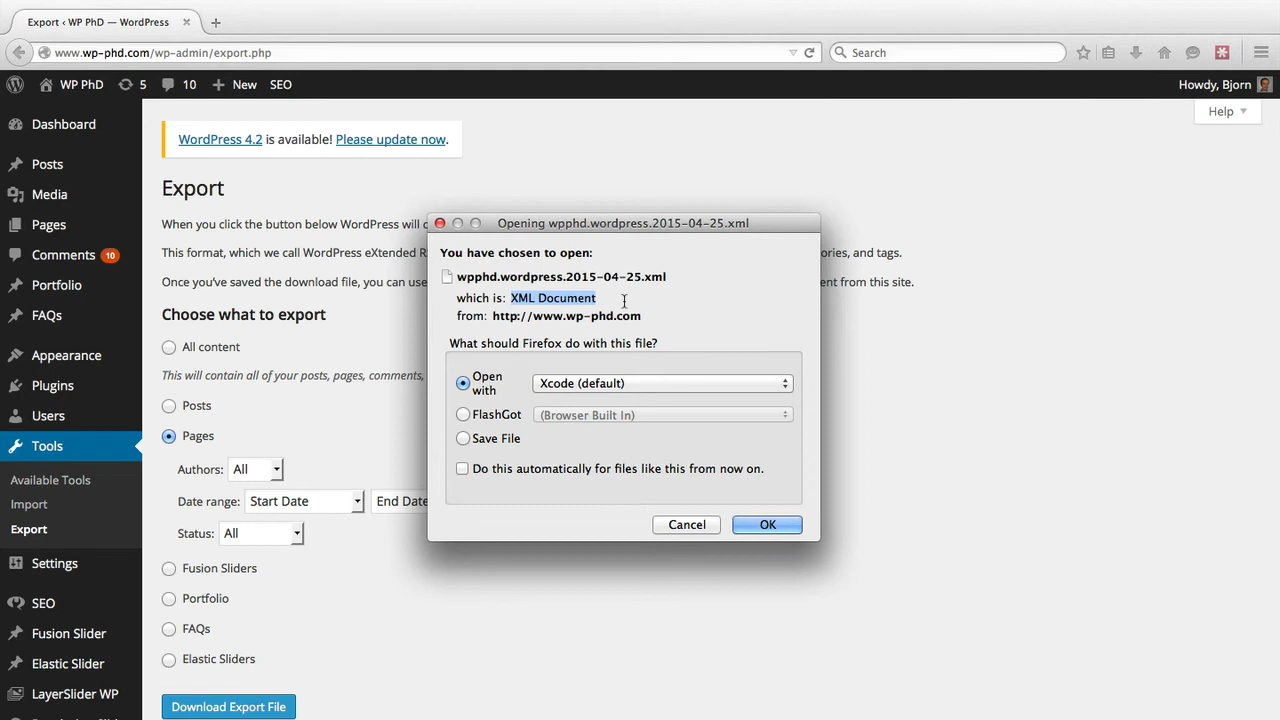 Export ‹ WP PhD — WordPress
www.wp-phd.com/wp-admin/export.php
Search
WP PhD
5
10
New
SEO
Howdy, Bjorn
Help
Dashboard
Posts
Media
Pages
Comments 10
Portfolio
FAQs
Appearance
Plugins
Users
Tools
Available Tools
Import
Export
Settings
SEO
Fusion Slider
Elastic Slider
LayerSlider WP
WordPress 4.2 is available! Please update now.
Export
When you click the button below WordPress will
This format, which we call WordPress eXtended
ories, and tags.
Once you've saved the download file, you can use
ent from this site.
Choose what to export
All content
This will contain all of your posts, pages, comments,
Posts
Pages
Authors: All
Date range: Start Date End Date
Status: All
Fusion Sliders
Portfolio
FAQs
Elastic Sliders
Download Export File
Opening wpphd.wordpress.2015-04-25.xml
You have chosen to open:
wpphd.wordpress.2015-04-25.xml
which is: XML Document
from: http://www.wp-phd.com
What should Firefox do with this file?
Open with
Xcode (default)
FlashGot
(Browser Built In)
Save File
Do this automatically for files like this from now on.
Cancel
OK